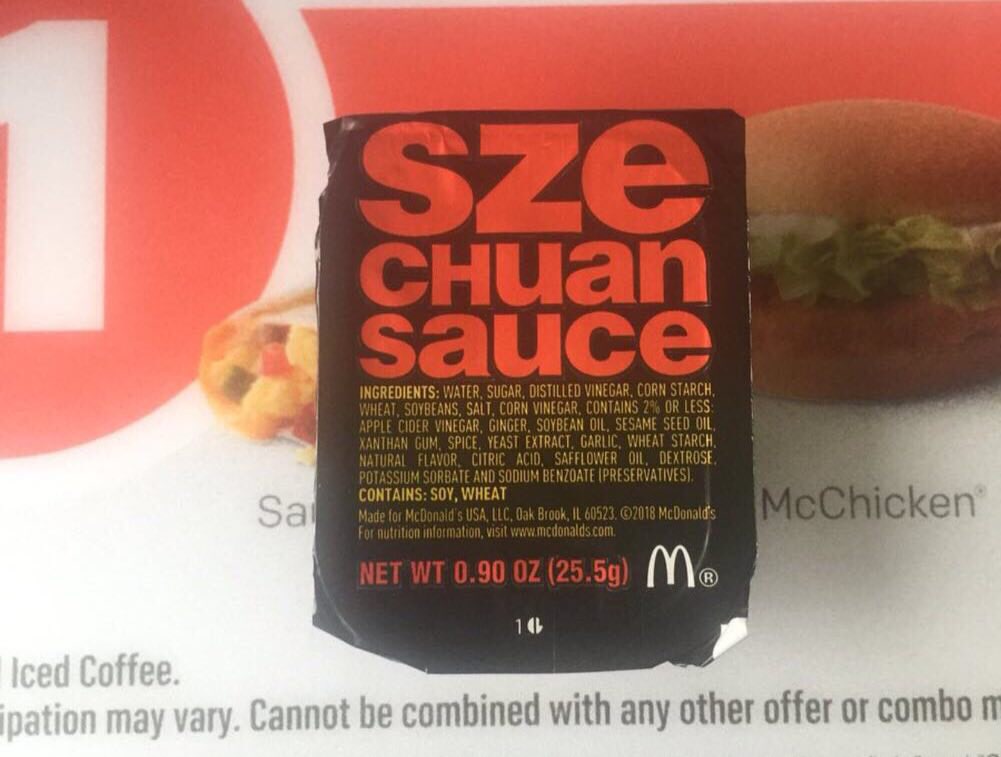 1
sze
CHuan
sauce
INGREDIENTS: WATER, SUGAR, DISTILLED VINEGAR, CORN STARCH,
WHEAT, SOYBEANS, SALT, CORN VINEGAR, CONTAINS 2% OR LESS:
APPLE CIDER VINEGAR, GINGER, SOYBEAN OIL, SESAME SEED OIL,
XANTHAN GUM, SPICE, YEAST EXTRACT, GARLIC, WHEAT STARCH,
NATURAL FLAVOR, CITRIC ACID, SAFFLOWER OIL, DEXTROSE,
POTASSIUM SORBATE AND SODIUM BENZOATE (PRESERVATIVES).
CONTAINS: SOY, WHEAT
Made for McDonald's USA, LLC, Oak Brook, IL 60523. ©2018 McDonald's
For nutrition information, visit www.mcdonalds.com.
NET WT 0.90 OZ (25.5g) M®
1
Sa
McChicken®
Iced Coffee.
ipation may vary. Cannot be combined with any other offer or combo m